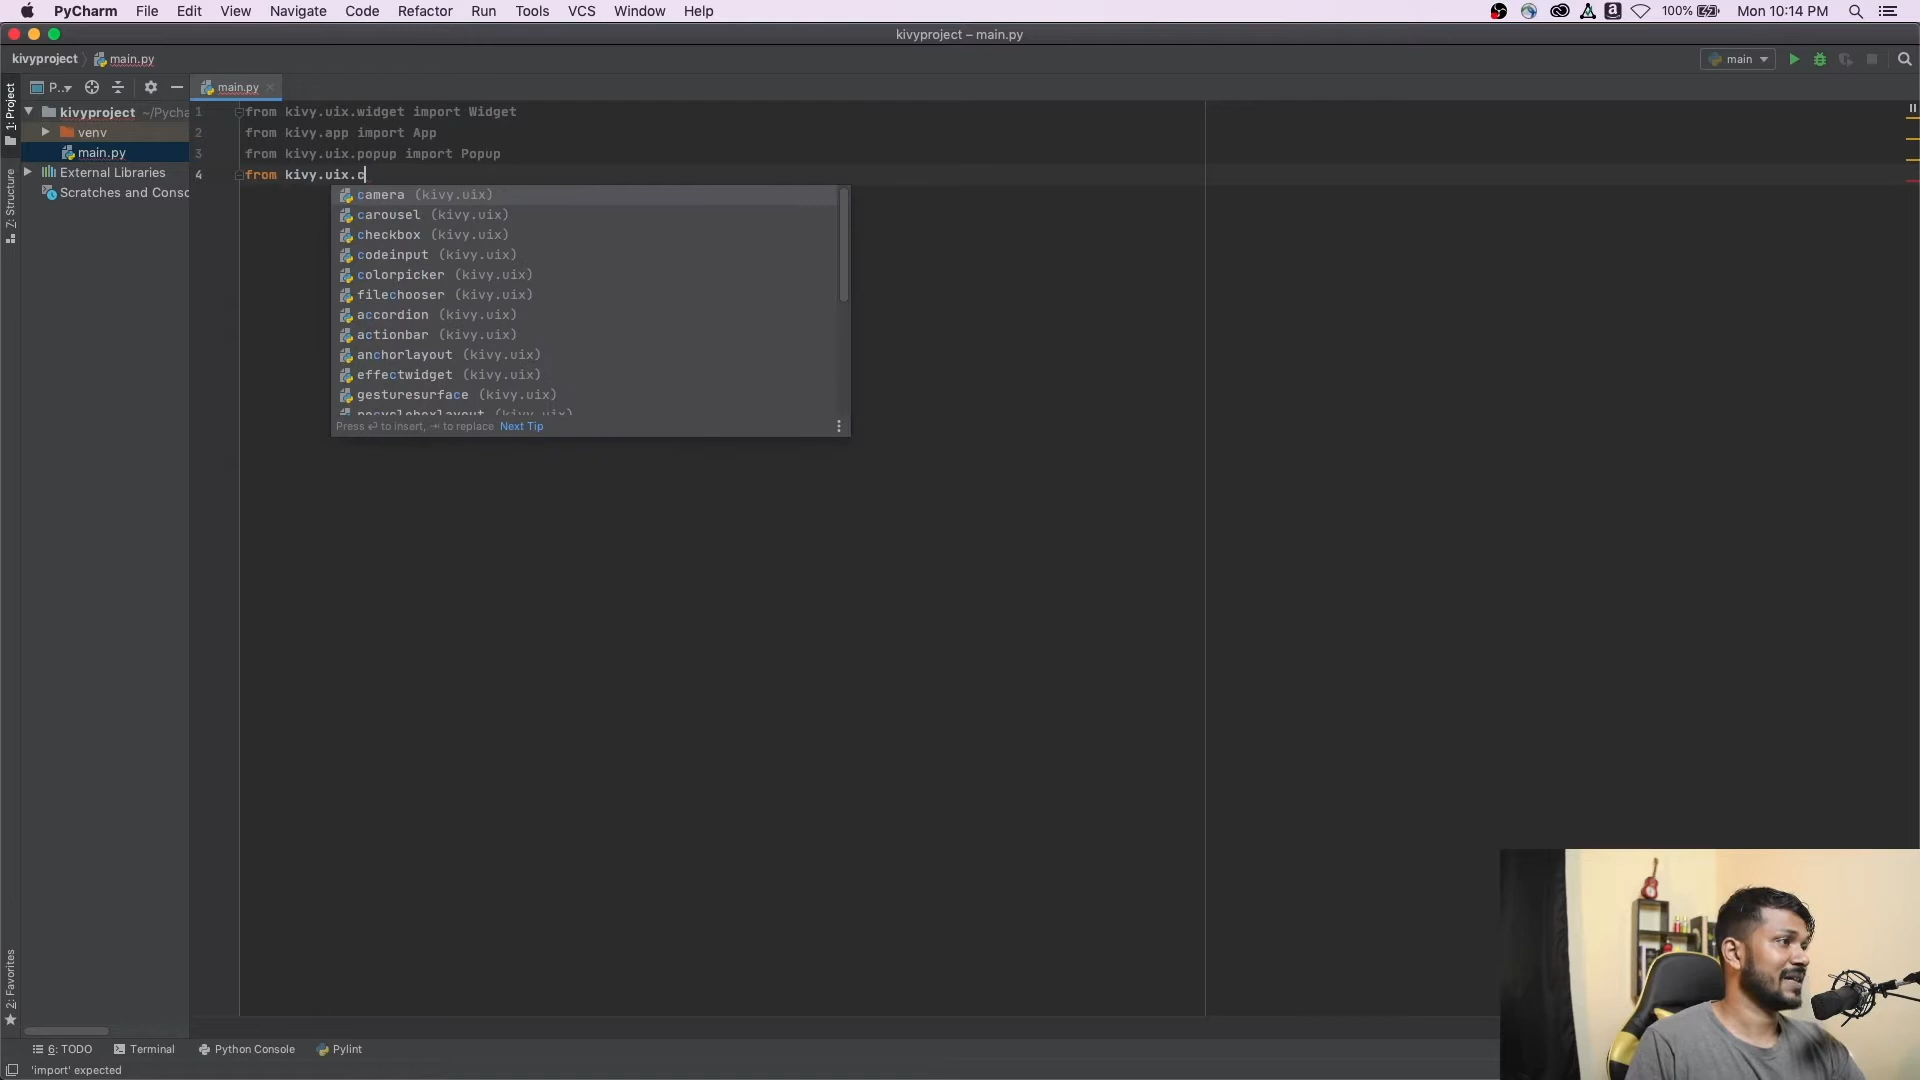 PyCharm File Edit View Navigate Code Refactor Run Tools VCS Window Help 100% Mon 10:14 PM
kivyproject – main.py
kivyproject main.py main
1: Project P.. main.py
kivyproject ~/Pycha
venv
main.py
External Libraries
Scratches and Consc
Z: Structure
2: Favorites
1 from kivy.uix.widget import Widget
2 from kivy.app import App
3 from kivy.uix.popup import Popup
4 from kivy.uix.c
camera (kivy.uix)
carousel (kivy.uix)
checkbox (kivy.uix)
codeinput (kivy.uix)
colorpicker (kivy.uix)
filechooser (kivy.uix)
accordion (kivy.uix)
actionbar (kivy.uix)
anchorlayout (kivy.uix)
effectwidget (kivy.uix)
gesturesurface (kivy.uix)
recycleboxlayout (kivy.uix)
Press ⏎ to insert, ⇥ to replace Next Tip
6: TODO Terminal Python Console Pylint
'import' expected